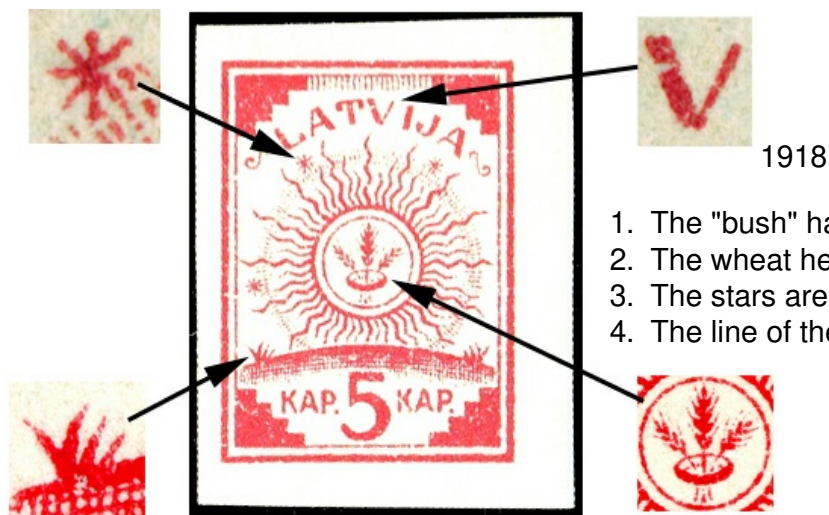 LATVIJA
KAP. 5 KAP.
V
1918
1. The "bush" ha
2. The wheat he
3. The stars are
4. The line of the